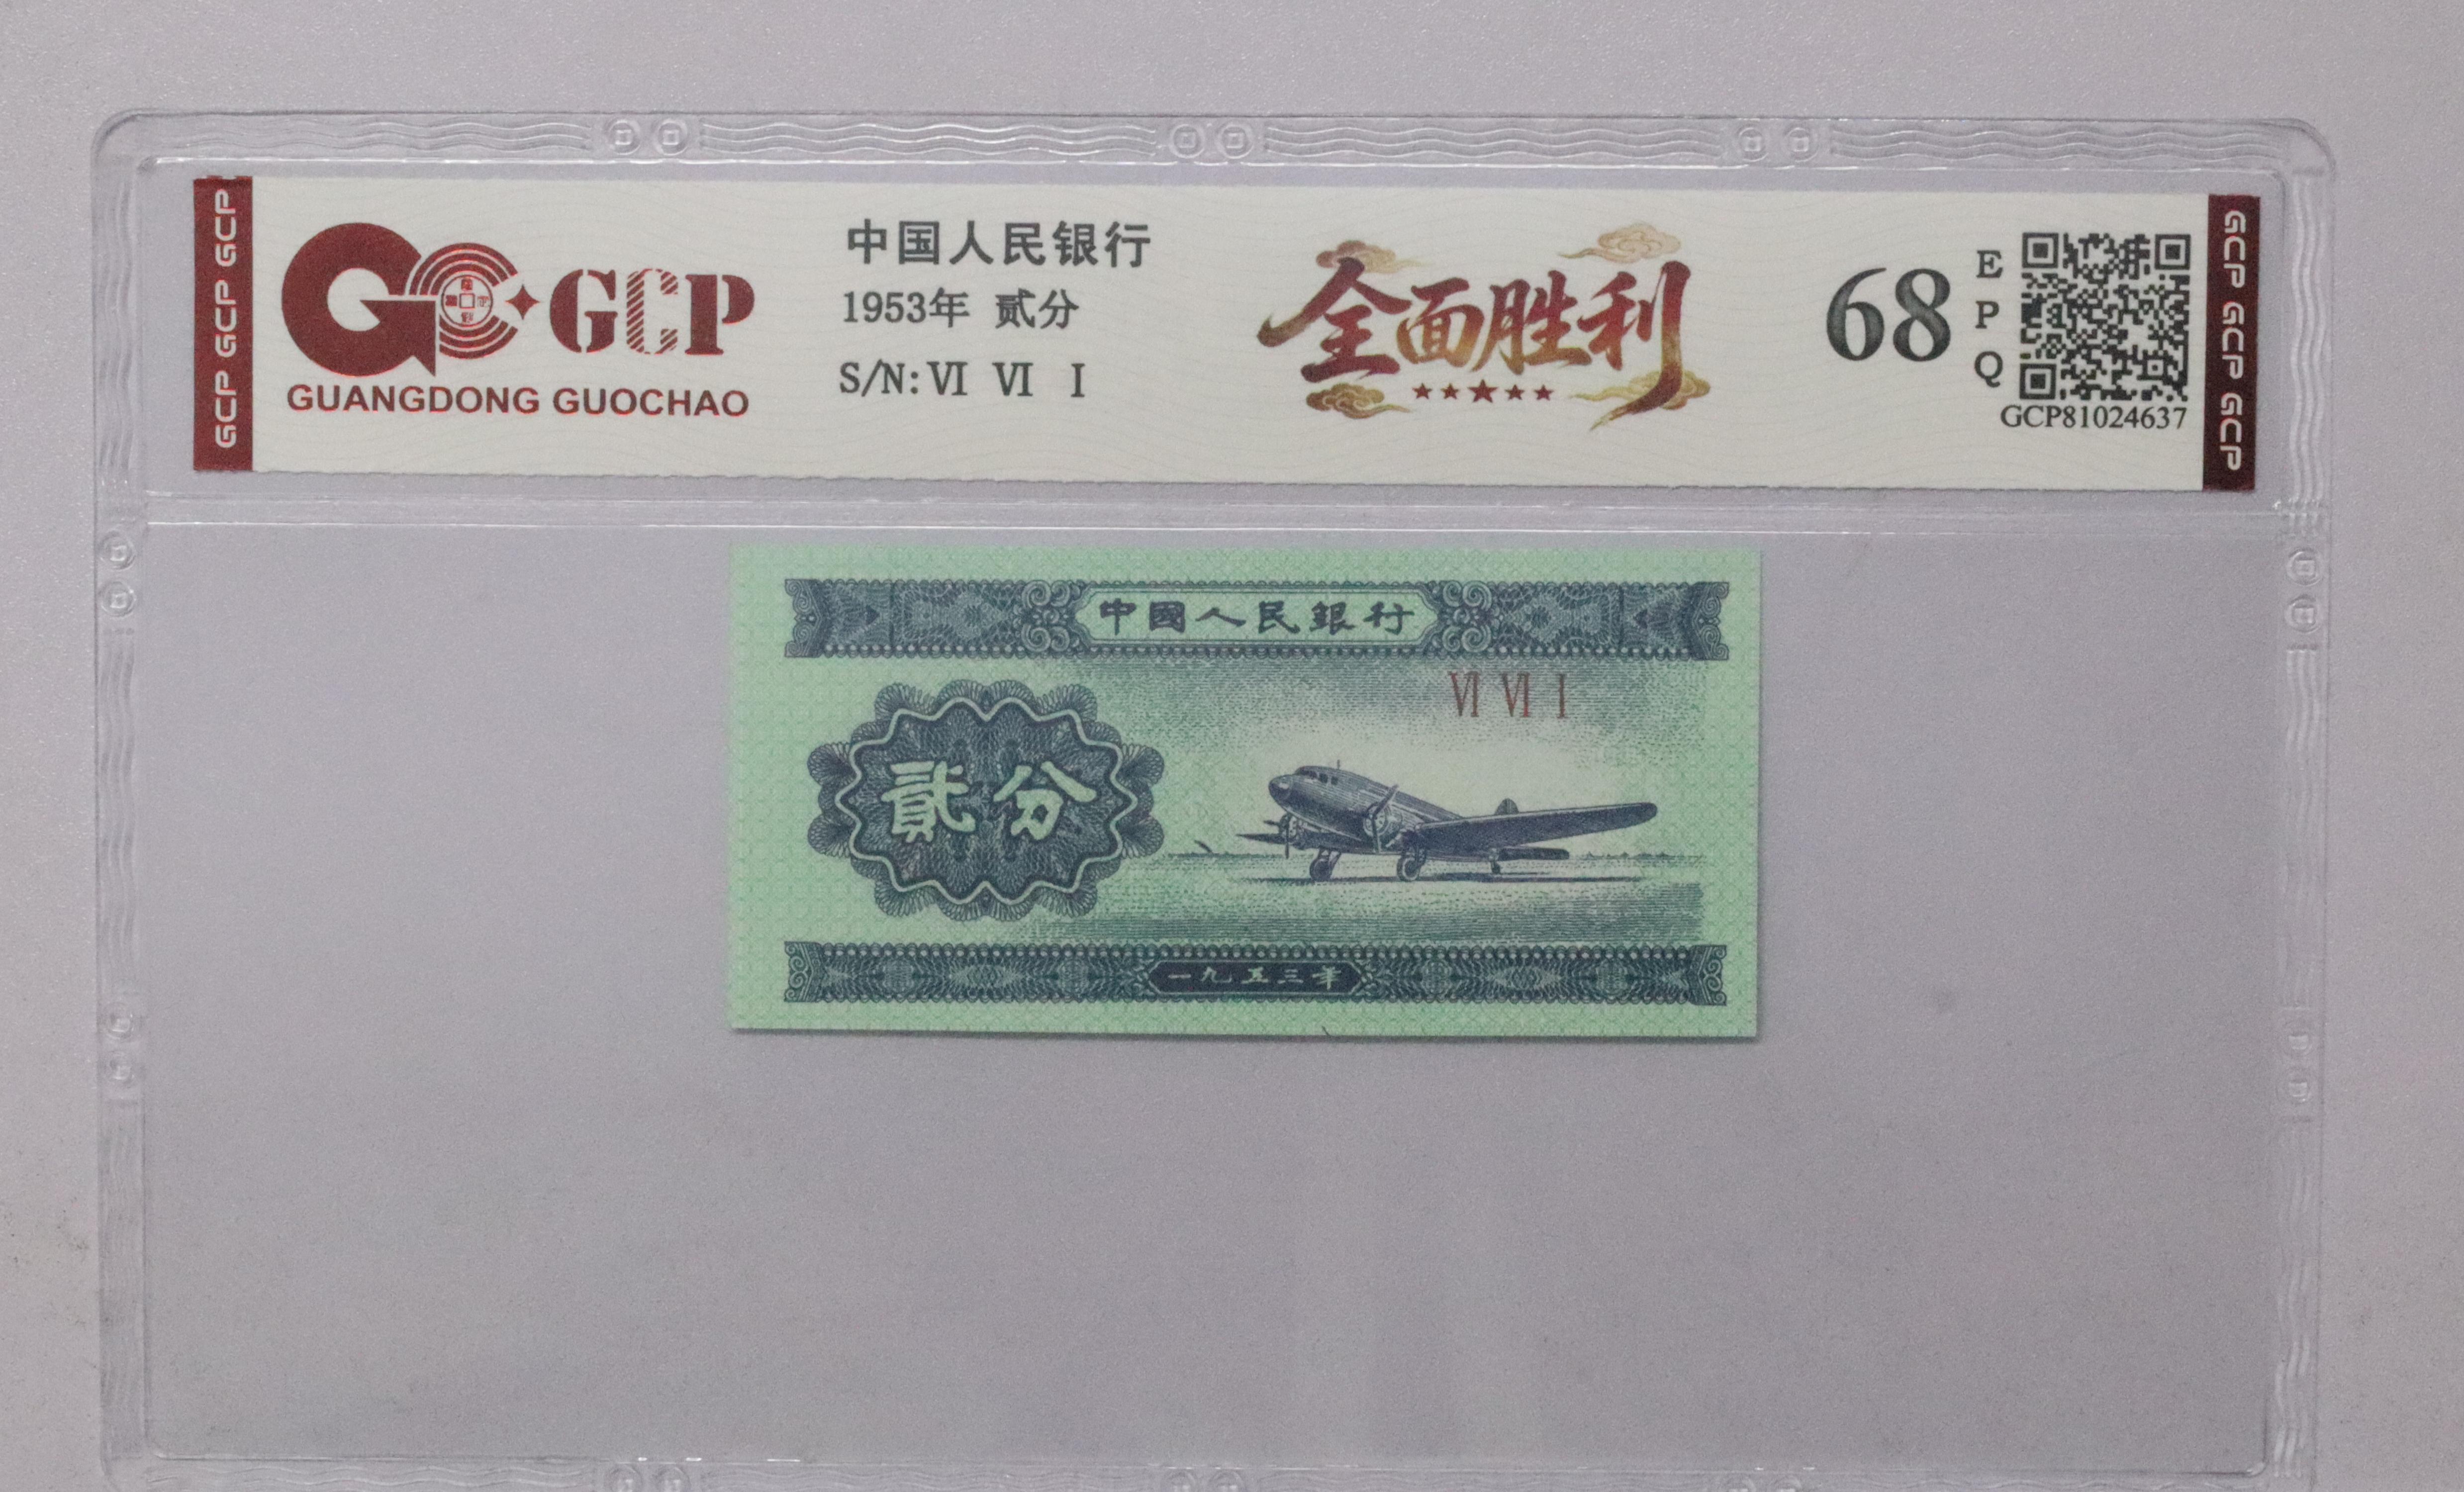 GCP GCP GCP
GCP
GUANGDONG GUOCHAO
中国人民银行
1953年 贰分
S/N: Ⅵ Ⅵ Ⅰ
全面胜利
68
E
P
Q
GCP81024637
GCP GCP GCP
中國人民銀行
Ⅵ Ⅵ Ⅰ
貳分
一九五三年